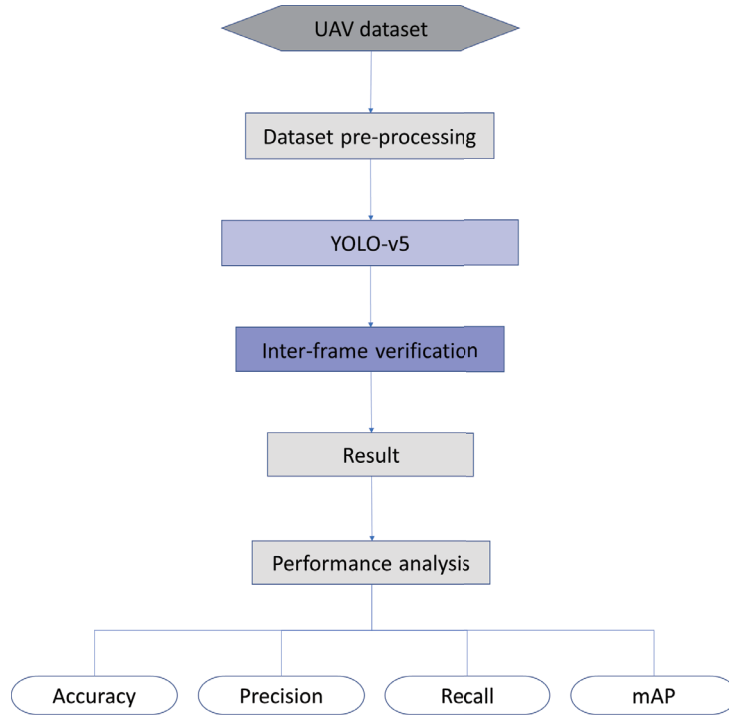 UAV dataset
Dataset pre-processing
YOLO-v5
Inter-frame verification
Result
Performance analysis
Accuracy
Precision
Recall
mAP